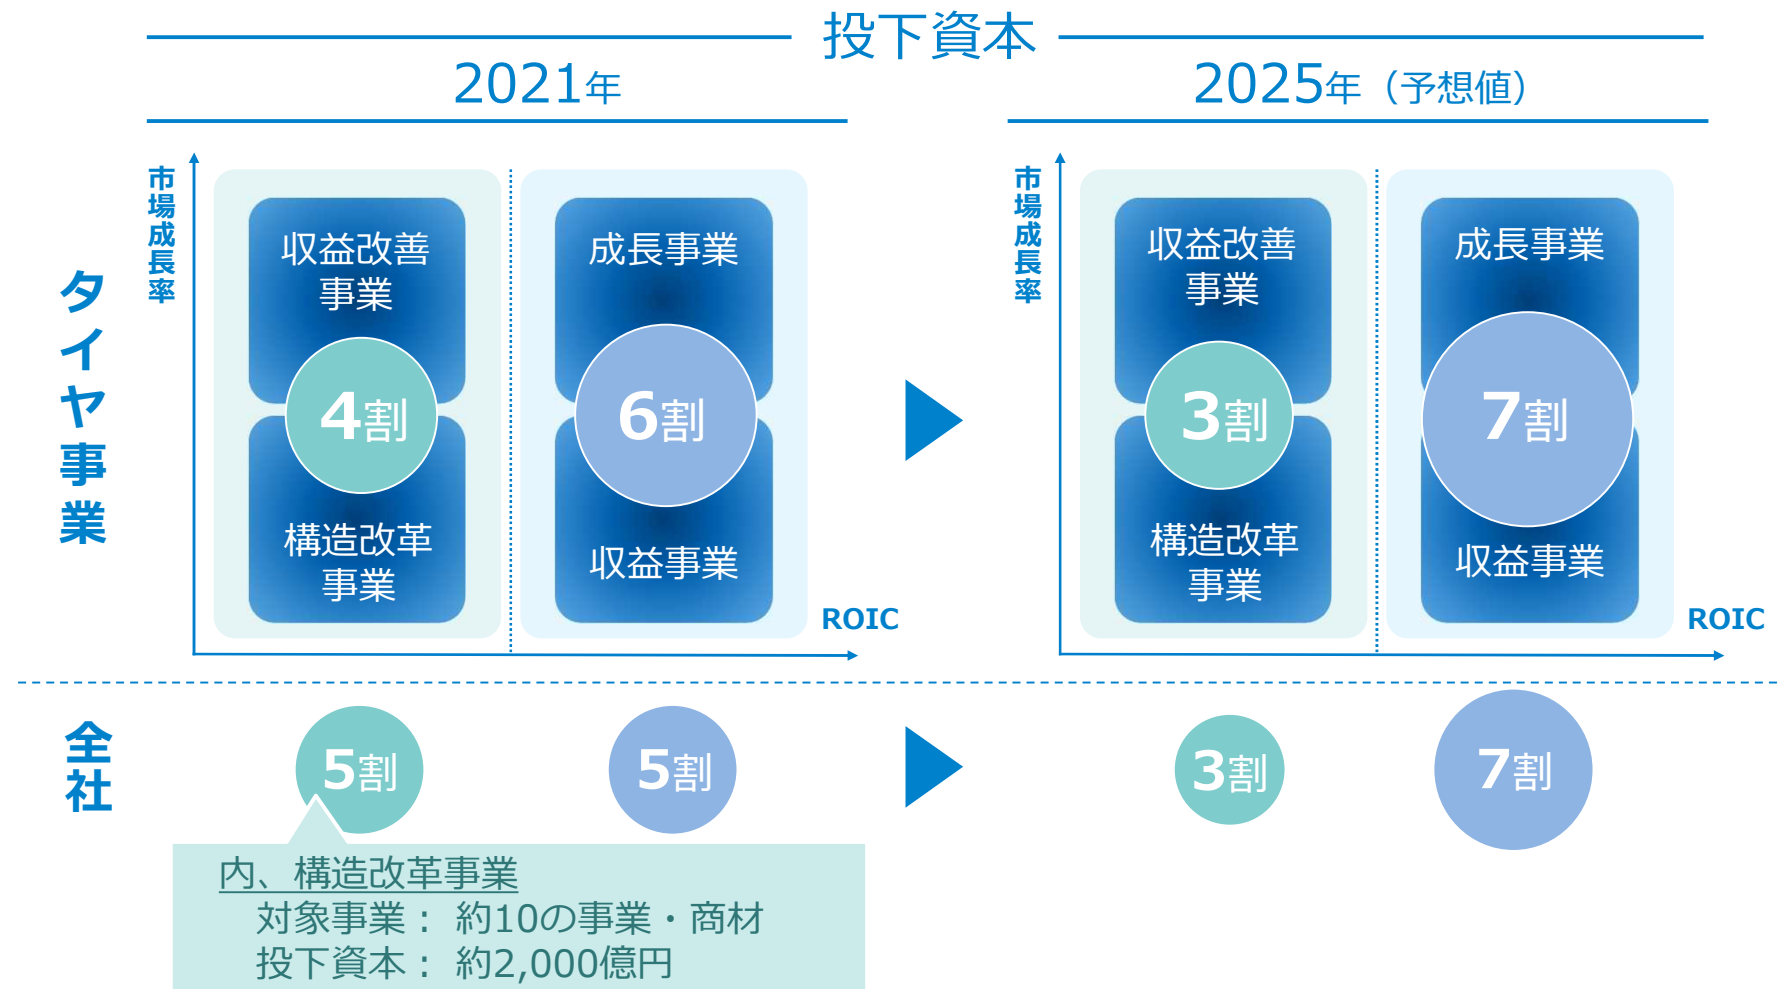 投下資本
2021年
2025年（予想値）
タイヤ事業
市場成長率
収益改善
事業
成長事業
4割
6割
構造改革
事業
収益事業
ROIC
市場成長率
収益改善
事業
成長事業
3割
7割
構造改革
事業
収益事業
ROIC
全社
5割
5割
3割
7割
内、構造改革事業
対象事業： 約10の事業・商材
投下資本： 約2,000億円